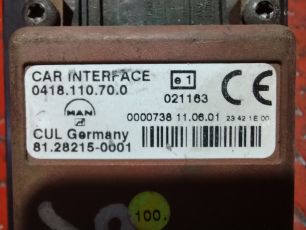 CAR INTERFACE
0418.110.70.0
e1
021163
CE
MAN
0000738 11.06.01 23 42 1E 00
CUL Germany
81.28215-0001
100.